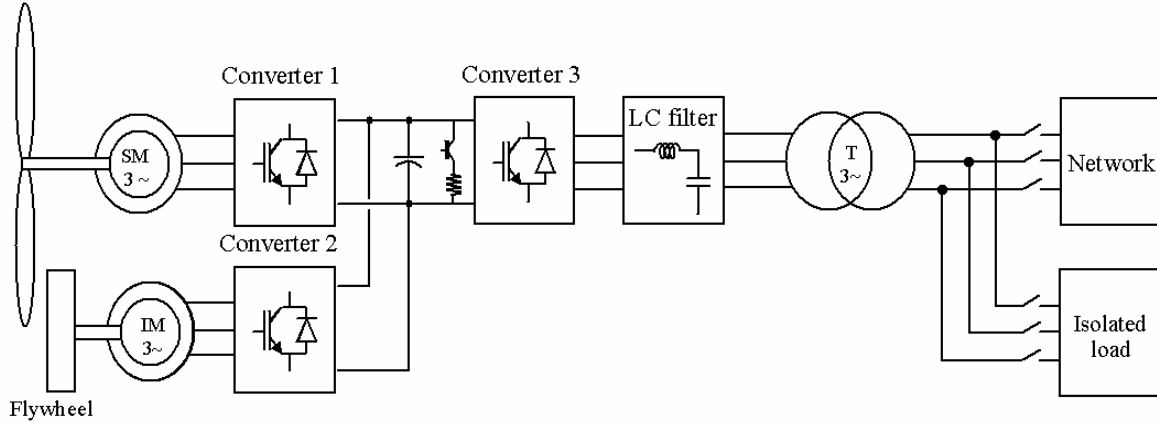 Converter 1
Converter 3
SM
3 ~
LC filter
T
3~
Network
Converter 2
IM
3~
Isolated
load
Flywheel